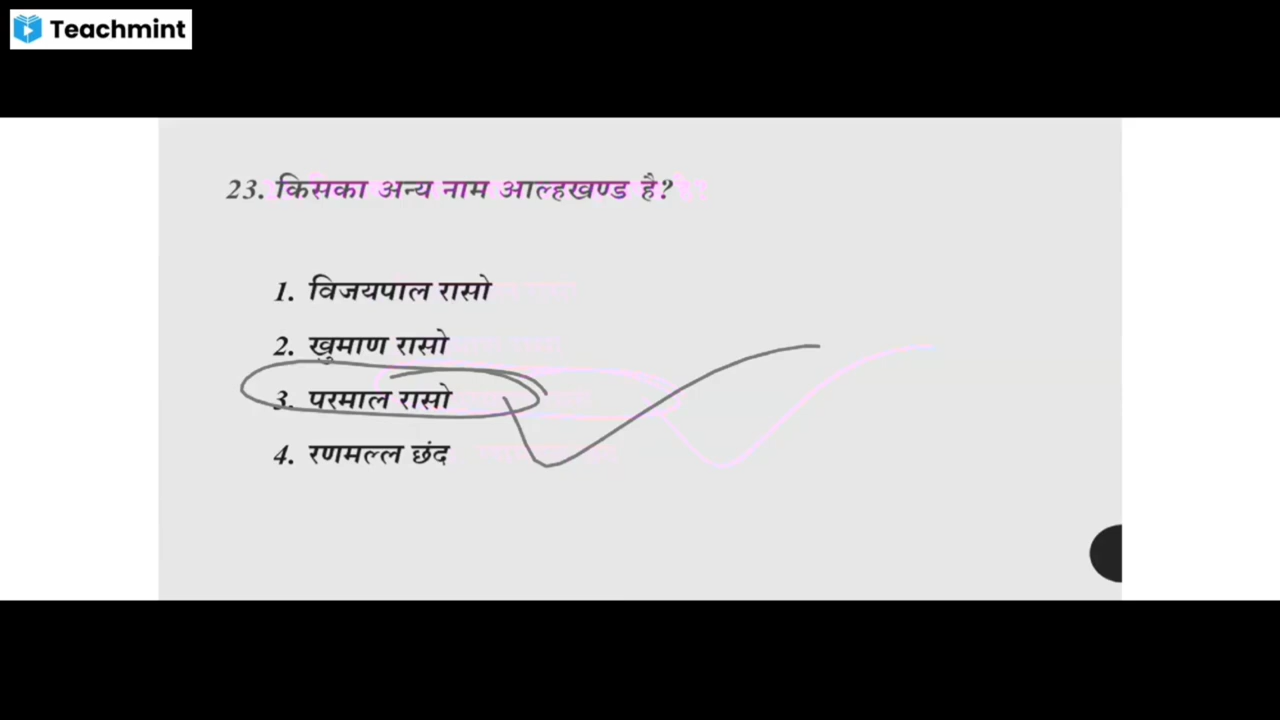 Teachmint
23. किसका अन्य नाम आल्हखण्ड है?
1. विजयपाल रासो
2. खुमाण रासो
3. परमाल रासो
4. रणमल्ल छंद